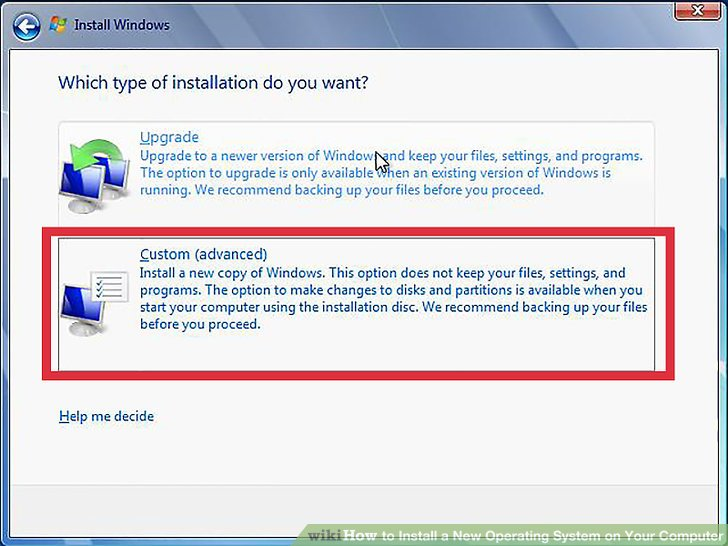 Install Windows
Which type of installation do you want?
Upgrade
Upgrade to a newer version of Windows and keep your files, settings, and programs.
The option to upgrade is only available when an existing version of Windows is
running. We recommend backing up your files before you proceed.
Custom (advanced)
Install a new copy of Windows. This option does not keep your files, settings, and
programs. The option to make changes to disks and partitions is available when you
start your computer using the installation disc. We recommend backing up your files
before you proceed.
Help me decide
wikiHow to Install a New Operating System on Your Computer